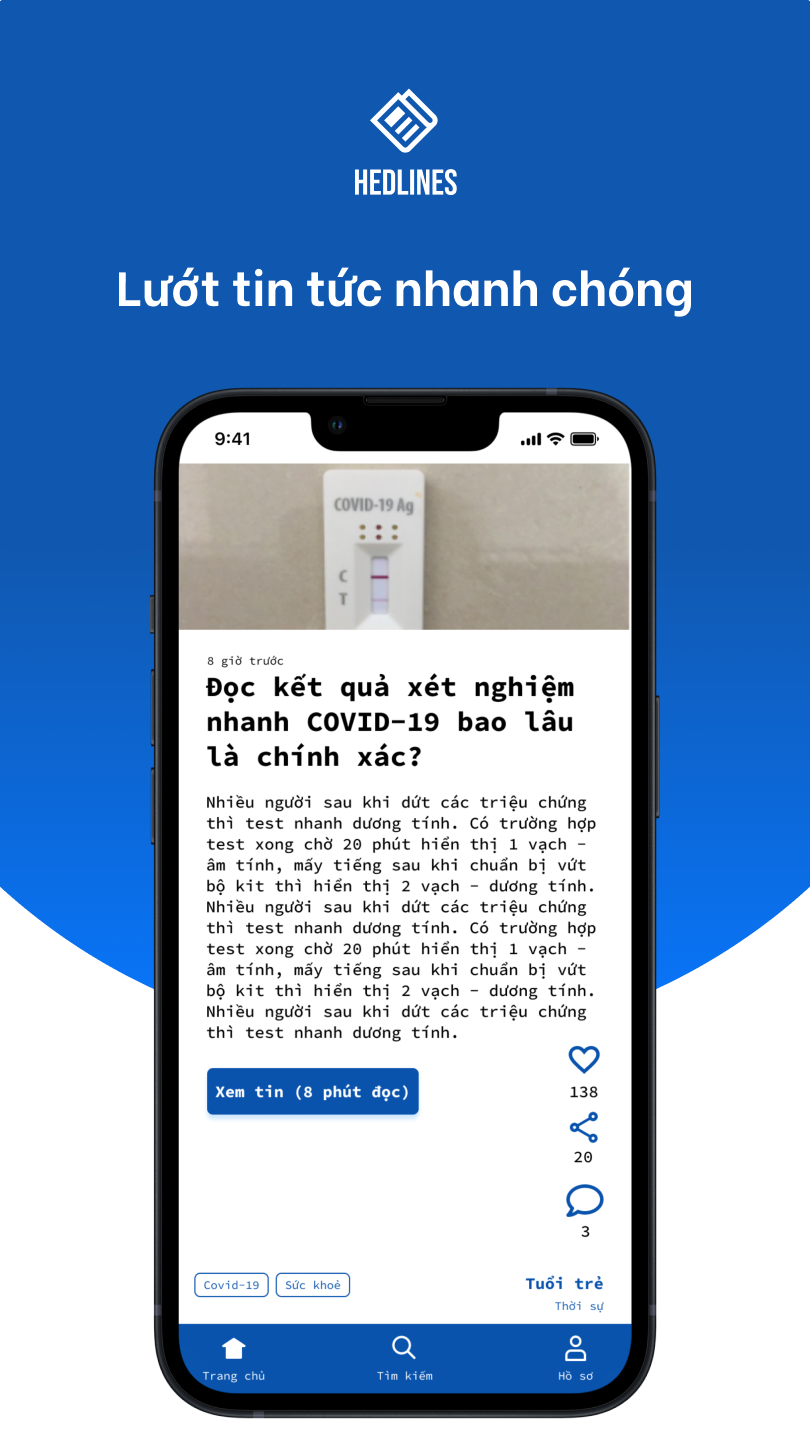 HEDLINES
Lướt tin tức nhanh chóng
9:41
COVID-19 Ag
C
T
8 giờ trước
Đọc kết quả xét nghiệm
nhanh COVID-19 bao lâu
là chính xác?
Nhiều người sau khi dứt các triệu chứng
thì test nhanh dương tính. Có trường hợp
test xong chờ 20 phút hiển thị 1 vạch -
âm tính, mấy tiếng sau khi chuẩn bị vứt
bộ kit thì hiển thị 2 vạch - dương tính.
Nhiều người sau khi dứt các triệu chứng
thì test nhanh dương tính. Có trường hợp
test xong chờ 20 phút hiển thị 1 vạch -
âm tính, mấy tiếng sau khi chuẩn bị vứt
bộ kit thì hiển thị 2 vạch - dương tính.
Nhiều người sau khi dứt các triệu chứng
thì test nhanh dương tính.
Xem tin (8 phút đọc)
138
20
3
Covid-19 Sức khoẻ
Tuổi trẻ
Thời sự
Trang chủ Tìm kiếm Hồ sơ